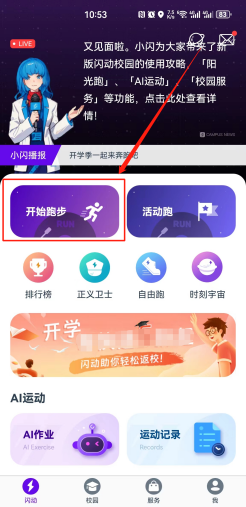 10:53
83
LIVE
又见面啦。小闪为大家带来了新
版闪动校园的使用攻略，「阳
光跑」、「AI运动」、「校园服
务」等功能，点击此处查看详
情！
CAMPUS NEWS
小闪播报
开学季一起来奔跑吧
开始跑步
RUN
活动跑
RUN
排行榜
正义卫士
自由跑
时刻宇宙
开学
闪动助你轻松返校！
AI运动
AI作业
AI Exercise
运动记录
Records
闪动
校园
服务
我